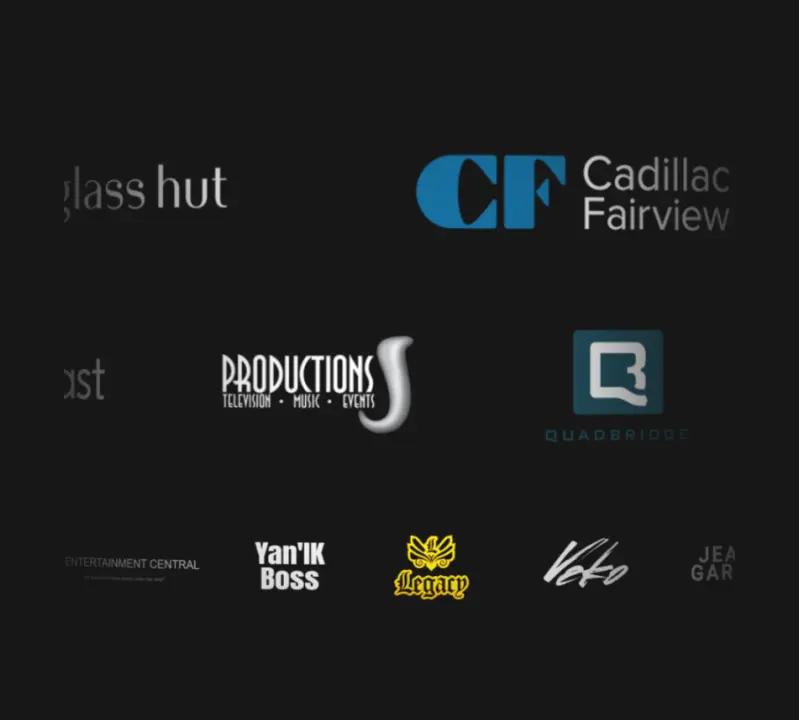 glass hut
CF
Cadillac
Fairview
ast
PRODUCTIONS J
TELEVISION • MUSIC • EVENTS
QUADBRIDGE
ENTERTAINMENT CENTRAL
Yan'IK
Boss
Legacy
Veko
JEA
GAR